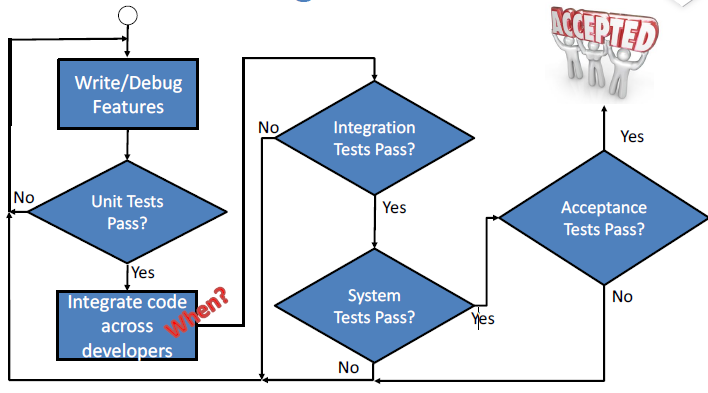 Write/Debug
Features
No
Unit Tests
Pass?
Yes
Integrate code
across
developers
When?
No
Integration
Tests Pass?
Yes
System
Tests Pass?
Yes
No
ACCEPTED
Yes
Acceptance
Tests Pass?
No